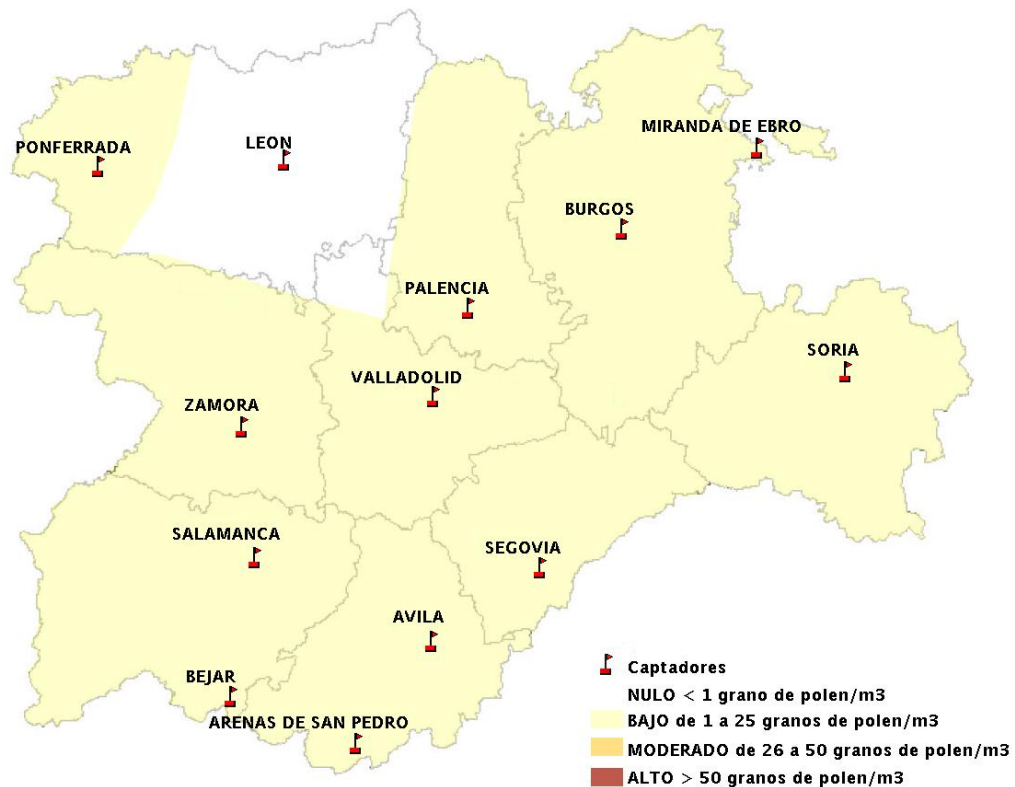 MIRANDA DE EBRO
PONFERRADA
LEON
BURGOS
PALENCIA
SORIA
VALLADOLID
ZAMORA
SALAMANCA
SEGOVIA
AVILA
BEJAR
ARENAS DE SAN PEDRO
Captadores
NULO < 1 grano de polen/m3
BAJO de 1 a 25 granos de polen/m3
MODERADO de 26 a 50 granos de polen/m3
ALTO > 50 granos de polen/m3